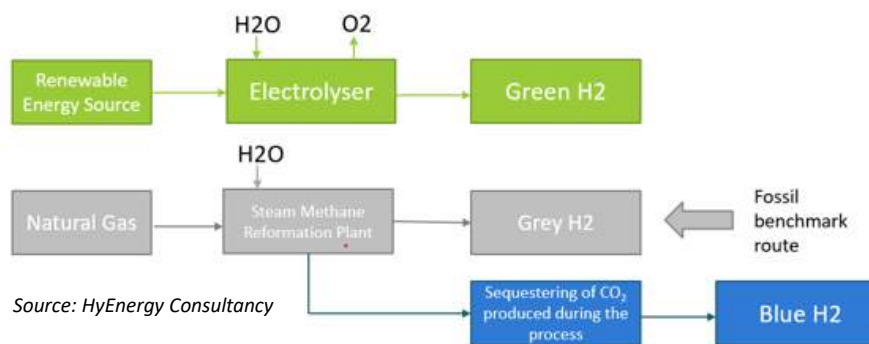 H2O
O2
Renewable
Energy Source
Electrolyser
Green H2
H2O
Natural Gas
Steam Methane
Reformation Plant
Grey H2
Fossil
benchmark
route
Source: HyEnergy Consultancy
Sequestering of CO₂
produced during the
process
Blue H2